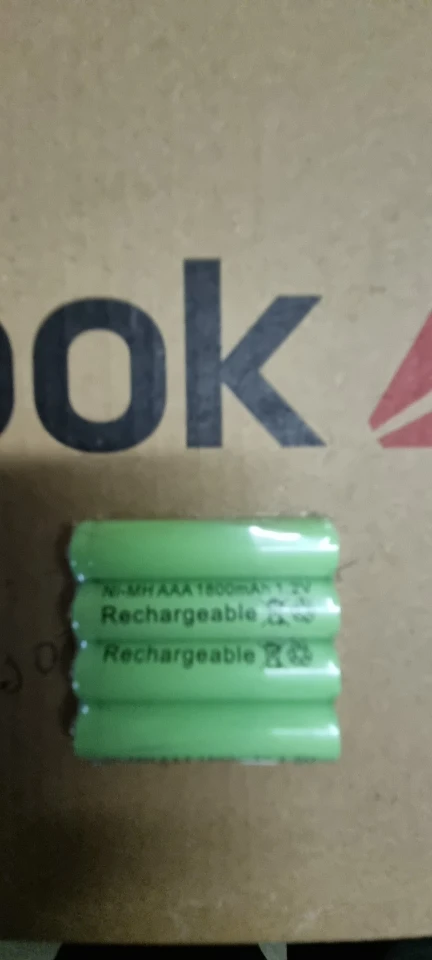 ook
Ni-MH AAA 1800mAh 1.2V
Rechargeable
Rechargeable